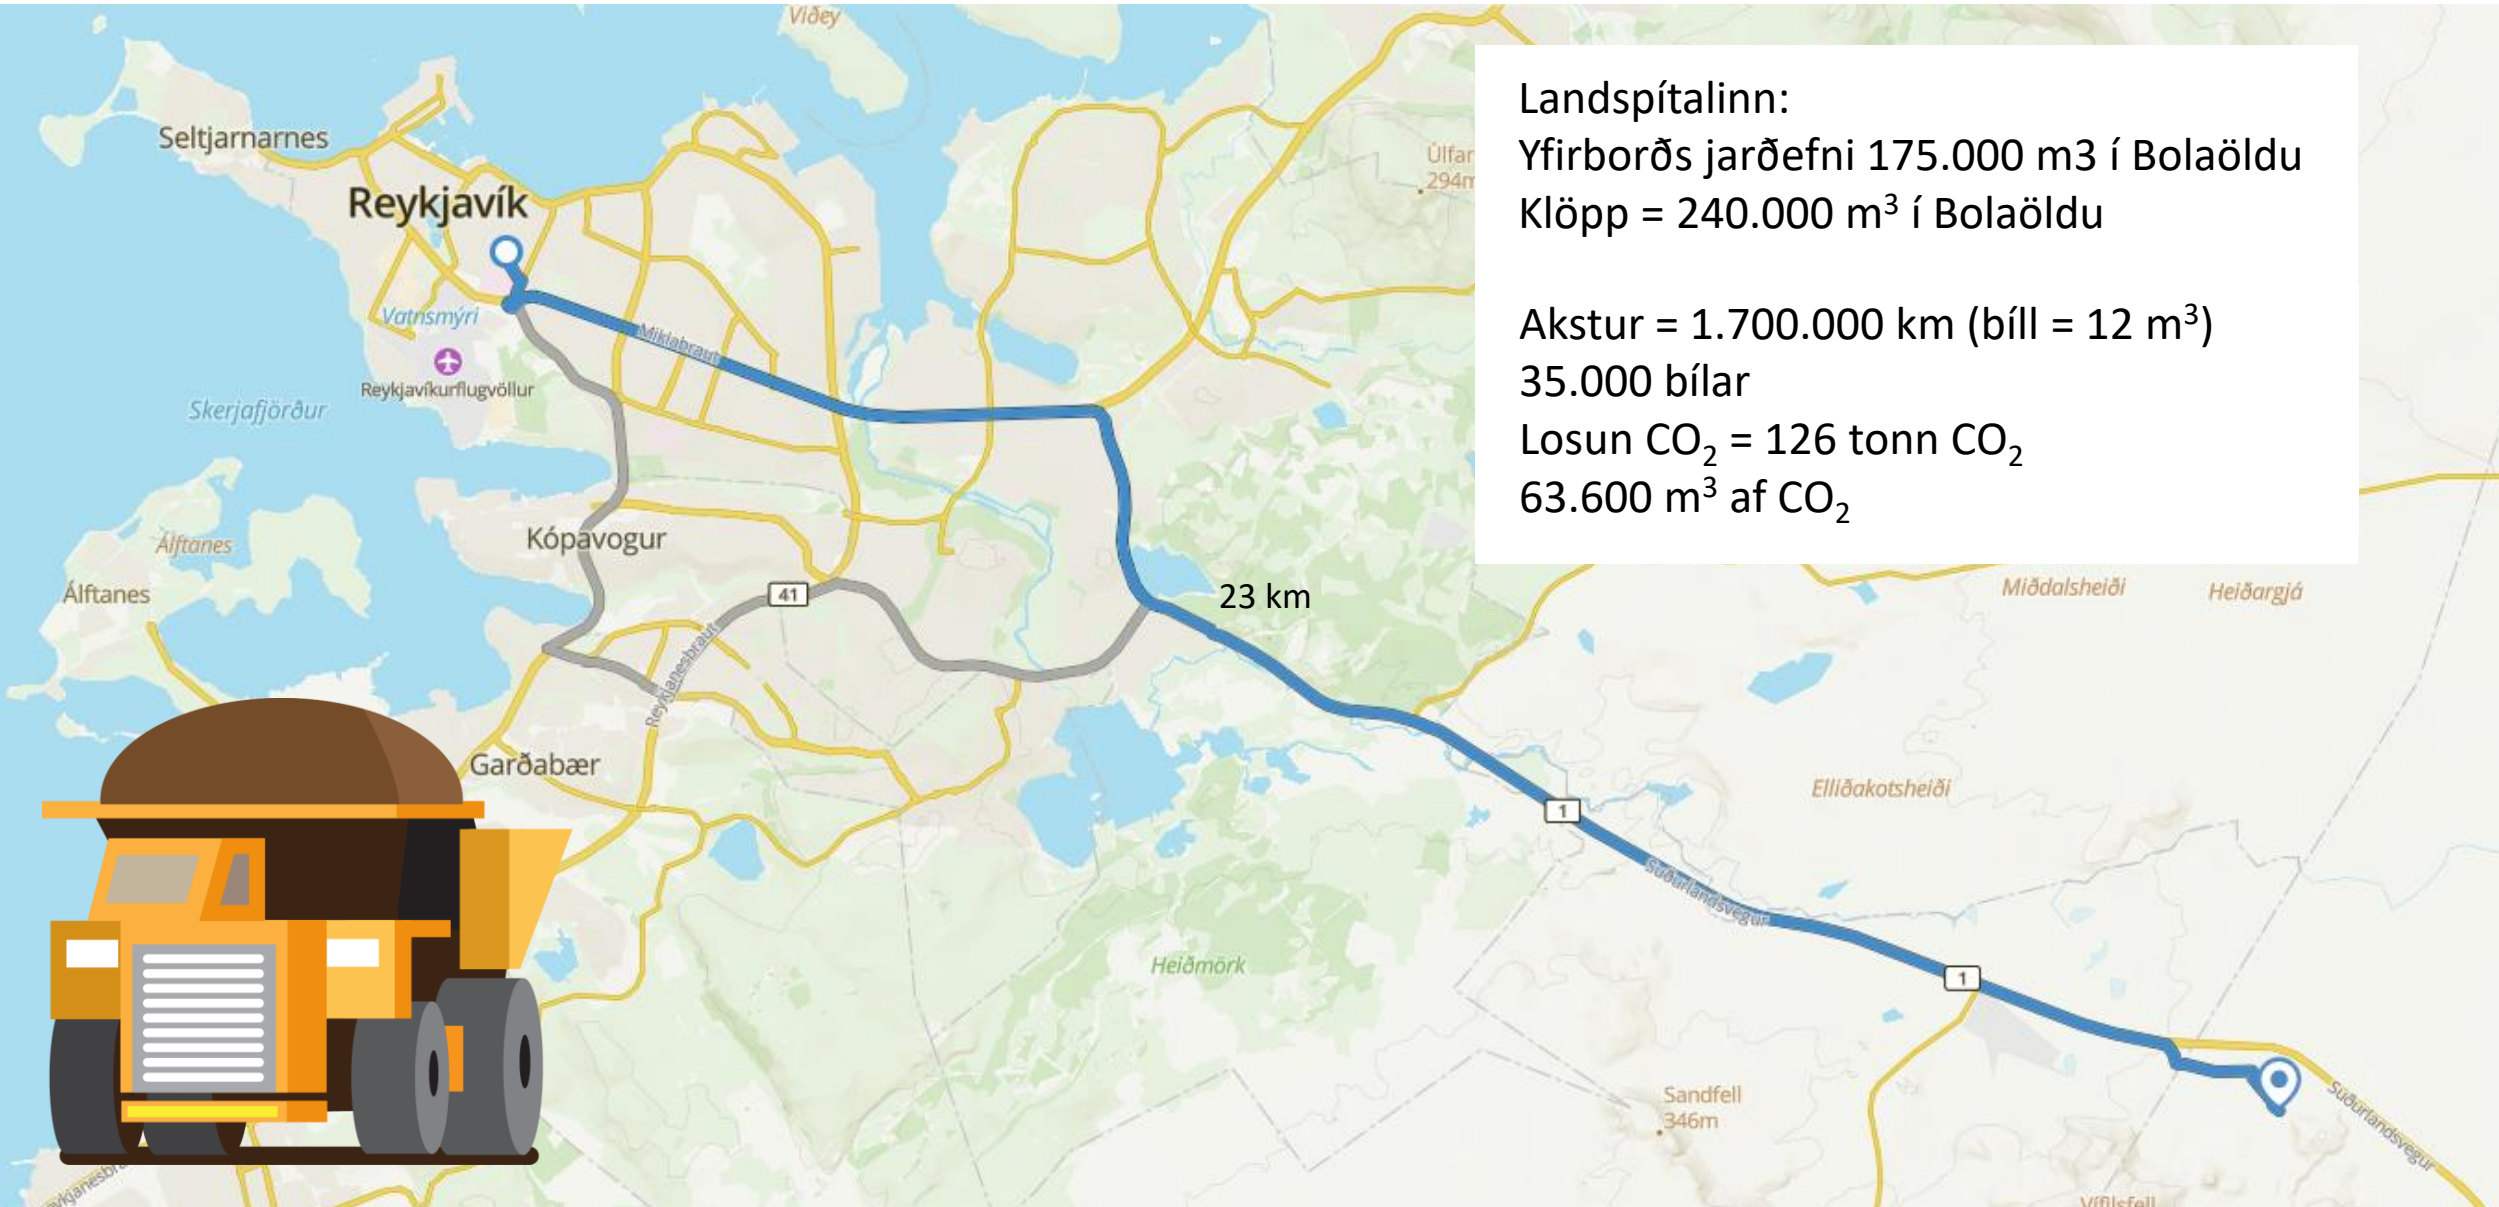 Viðey
Landspítalinn:
Yfirborðs jarðefni 175.000 m3 í Bolaöldu
Klöpp = 240.000 m³ í Bolaöldu
Akstur = 1.700.000 km (bíll = 12 m³)
35.000 bílar
Losun CO₂ = 126 tonn CO₂
63.600 m³ af CO₂
Seltjarnarnes
Úlfar
294m
Reykjavík
Vatnsmýri
Miklabraut
Reykjavíkurflugvöllur
Skerjafjörður
Kópavogur
Álftanes
Álftanes
41
23 km
Miðdalsheiði
Heiðargjá
Reykjanesbraut
Garðabær
Elliðakotsheiði
1
Suðurlandsvegur
Heiðmörk
1
Sandfell
346m
Suðurlandsvegur
Vífilsfell